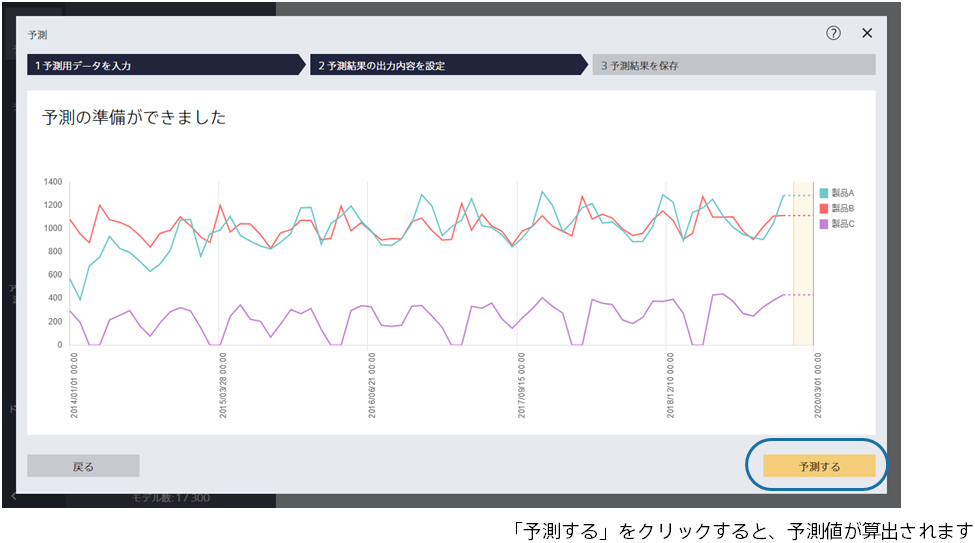 予測
?
1 予測用データを入力
2 予測結果の出力内容を設定
3 予測結果を保存
予測の準備ができました
1400
1200
1000
800
600
400
200
0
製品A
製品B
製品C
2014/01/01 00:00
2015/03/28 00:00
2016/06/21 00:00
2017/09/15 00:00
2018/12/10 00:00
2020/03/01 00:00
戻る
予測する
モデル数: 17 300
「予測する」をクリックすると、予測値が算出されます